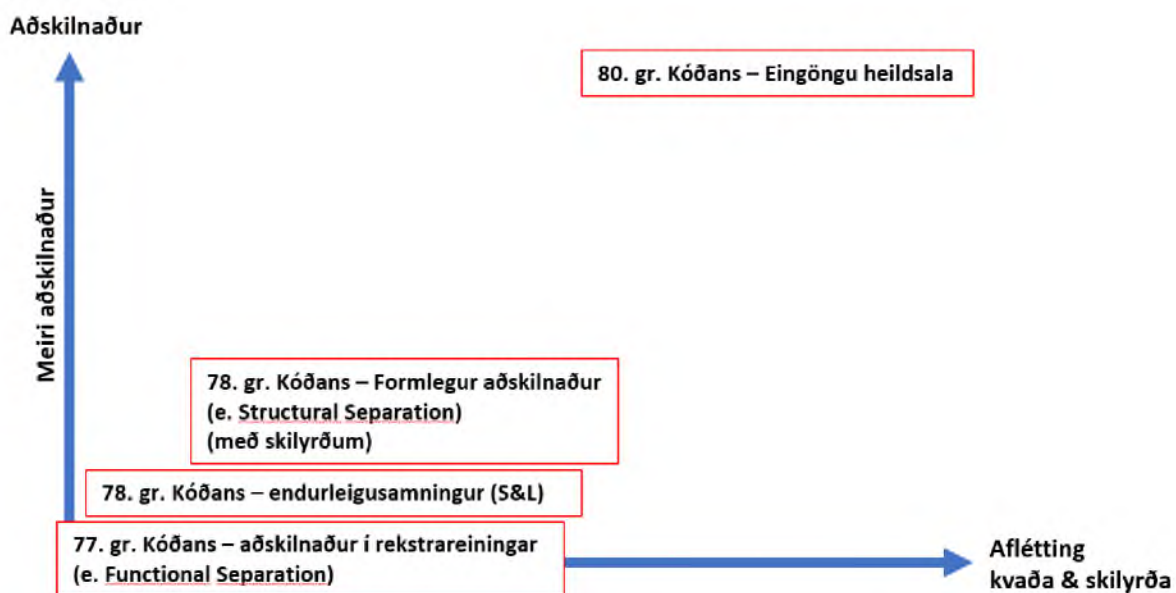 Aðskilnaður
80. gr. Kóðans – Eingöngu heildsala
Meiri aðskilnaður
78. gr. Kóðans – Formlegur aðskilnaður
(e. Structural Separation)
(með skilyrðum)
78. gr. Kóðans – endurleigusamningur (S&L)
77. gr. Kóðans – aðskilnaður í rekstrareiningar
(e. Functional Separation)
Aflétting
kvaða & skilyrða